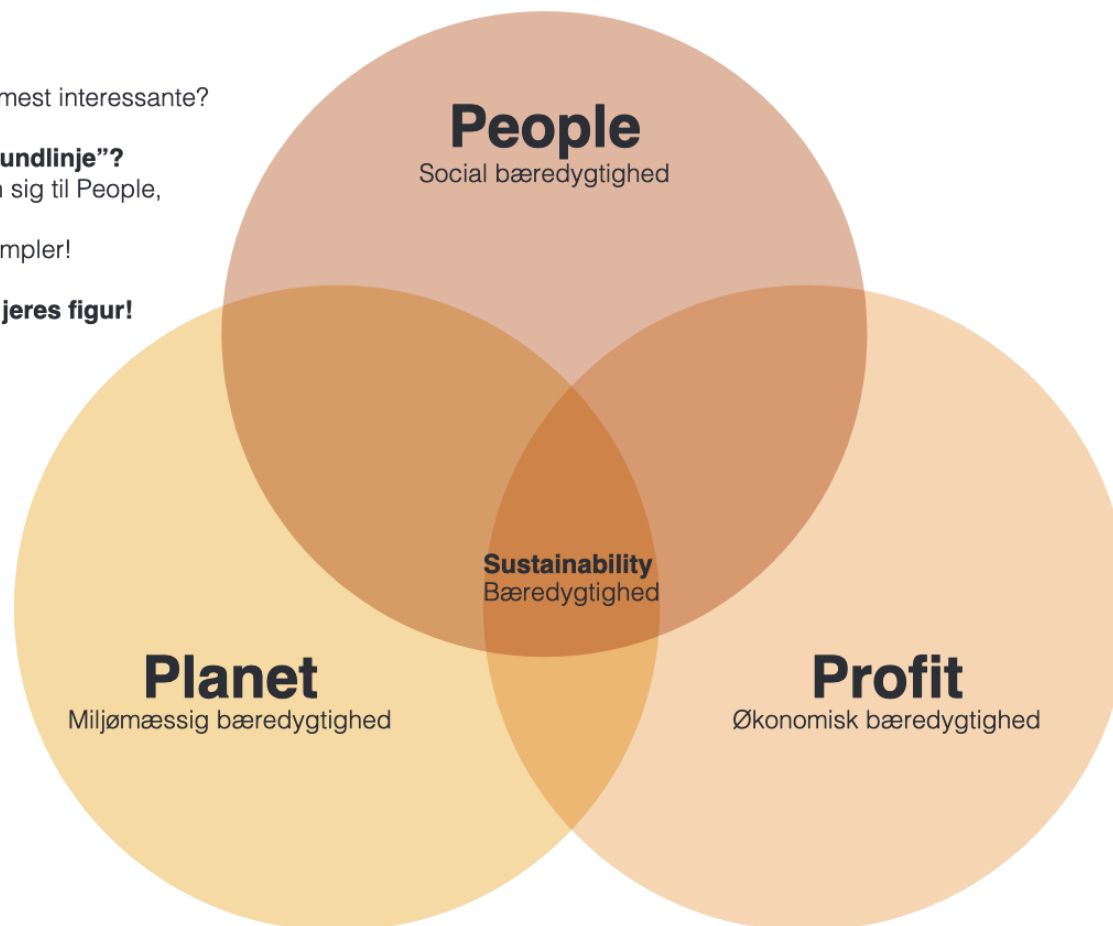 mest interessante?
undlinje”?
sig til People,
mpler!
jeres figur!
People
Social bæredygtighed
Sustainability
Bæredygtighed
Planet
Miljømæssig bæredygtighed
Profit
Økonomisk bæredygtighed